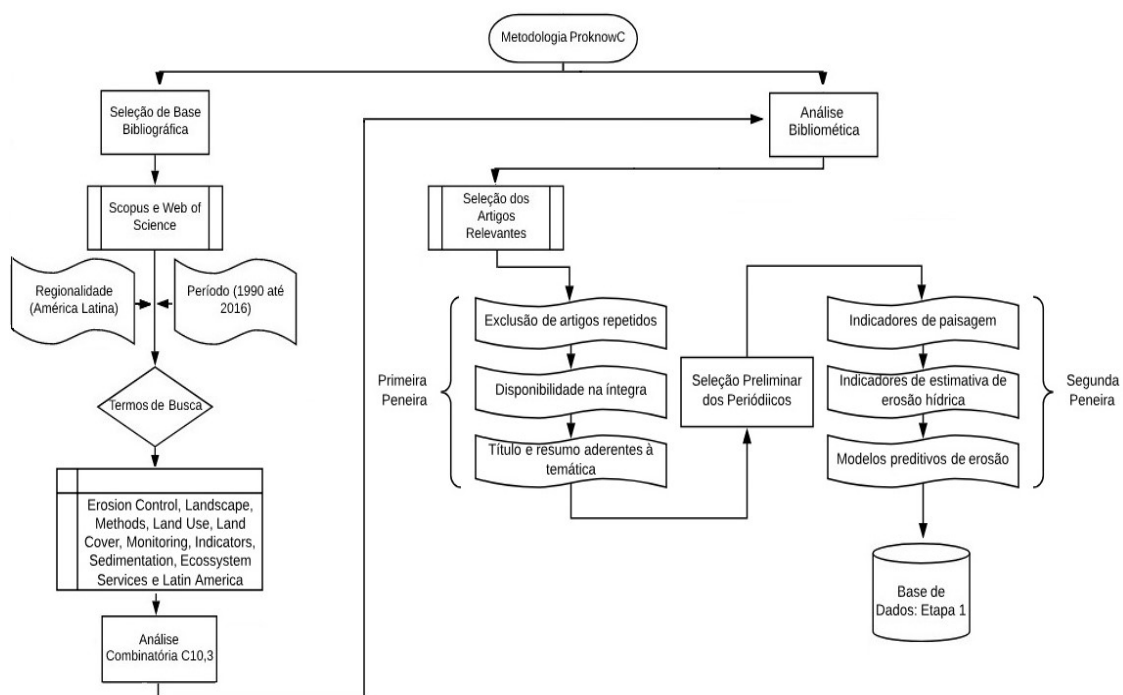 Metodologia ProknowC
Seleção de Base
Bibliográfica
Scopus e Web of
Science
Regionalidade
(América Latina)
Período (1990 até
2016)
Termos de Busca
Erosion Control, Landscape,
Methods, Land Use, Land
Cover, Monitoring, Indicators,
Sedimentation, Ecossystem
Services e Latin America
Análise
Combinatória C10,3
Análise
Bibliomética
Seleção dos
Artigos
Relevantes
Primeira
Peneira
Exclusão de artigos repetidos
Disponibilidade na íntegra
Título e resumo aderentes à
temática
Seleção Preliminar
dos Periódiicos
Indicadores de paisagem
Indicadores de estimativa de
erosão hídrica
Modelos preditivos de erosão
Segunda
Peneira
Base de
Dados: Etapa 1